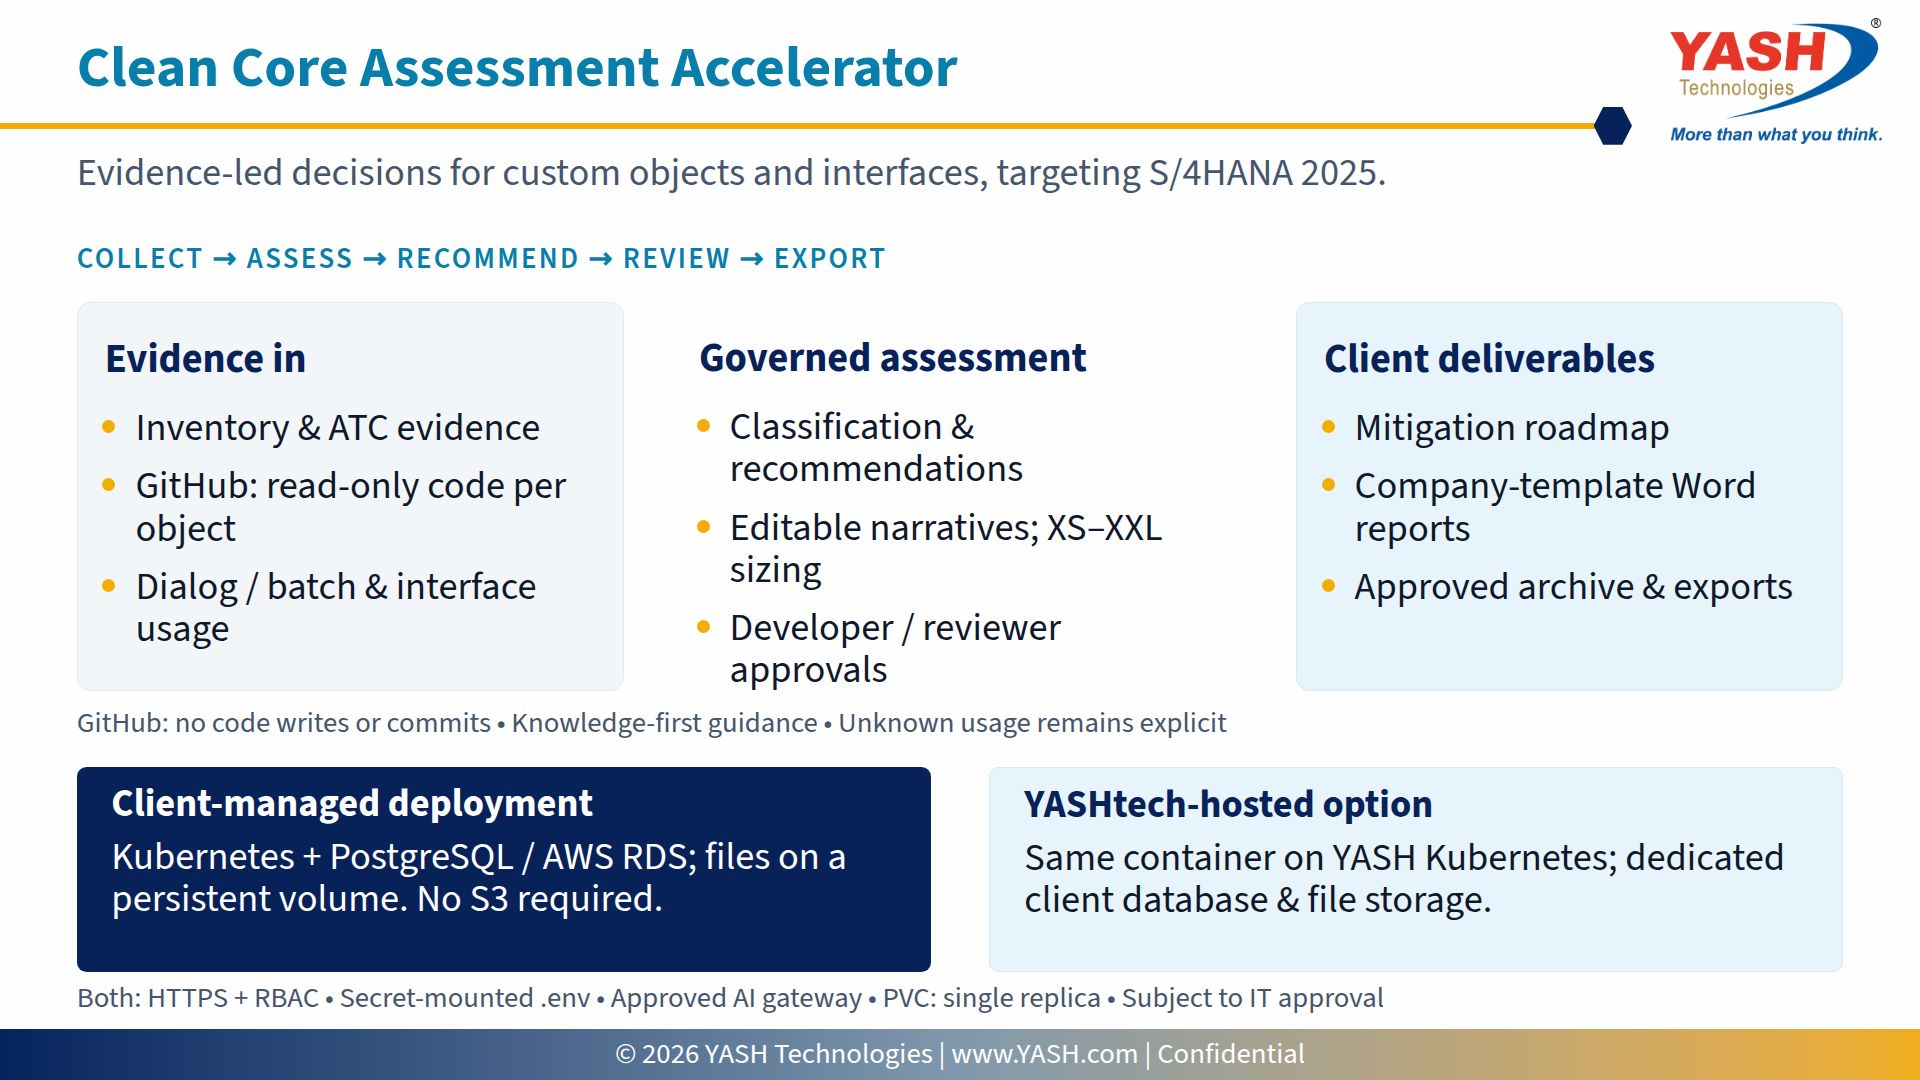 Clean Core Assessment Accelerator
YASH
®
Technologies
More than what you think.
Evidence-led decisions for custom objects and interfaces, targeting S/4HANA 2025.
COLLECT → ASSESS → RECOMMEND → REVIEW → EXPORT
Evidence in
• Inventory & ATC evidence
• GitHub: read-only code per
object
• Dialog / batch & interface
usage
Governed assessment
• Classification &
recommendations
• Editable narratives; XS–XXL
sizing
• Developer / reviewer
approvals
Client deliverables
• Mitigation roadmap
• Company-template Word
reports
• Approved archive & exports
GitHub: no code writes or commits • Knowledge-first guidance • Unknown usage remains explicit
Client-managed deployment
Kubernetes + PostgreSQL / AWS RDS; files on a
persistent volume. No S3 required.
YASHtech-hosted option
Same container on YASH Kubernetes; dedicated
client database & file storage.
Both: HTTPS + RBAC • Secret-mounted .env • Approved AI gateway • PVC: single replica • Subject to IT approval
© 2026 YASH Technologies | www.YASH.com | Confidential